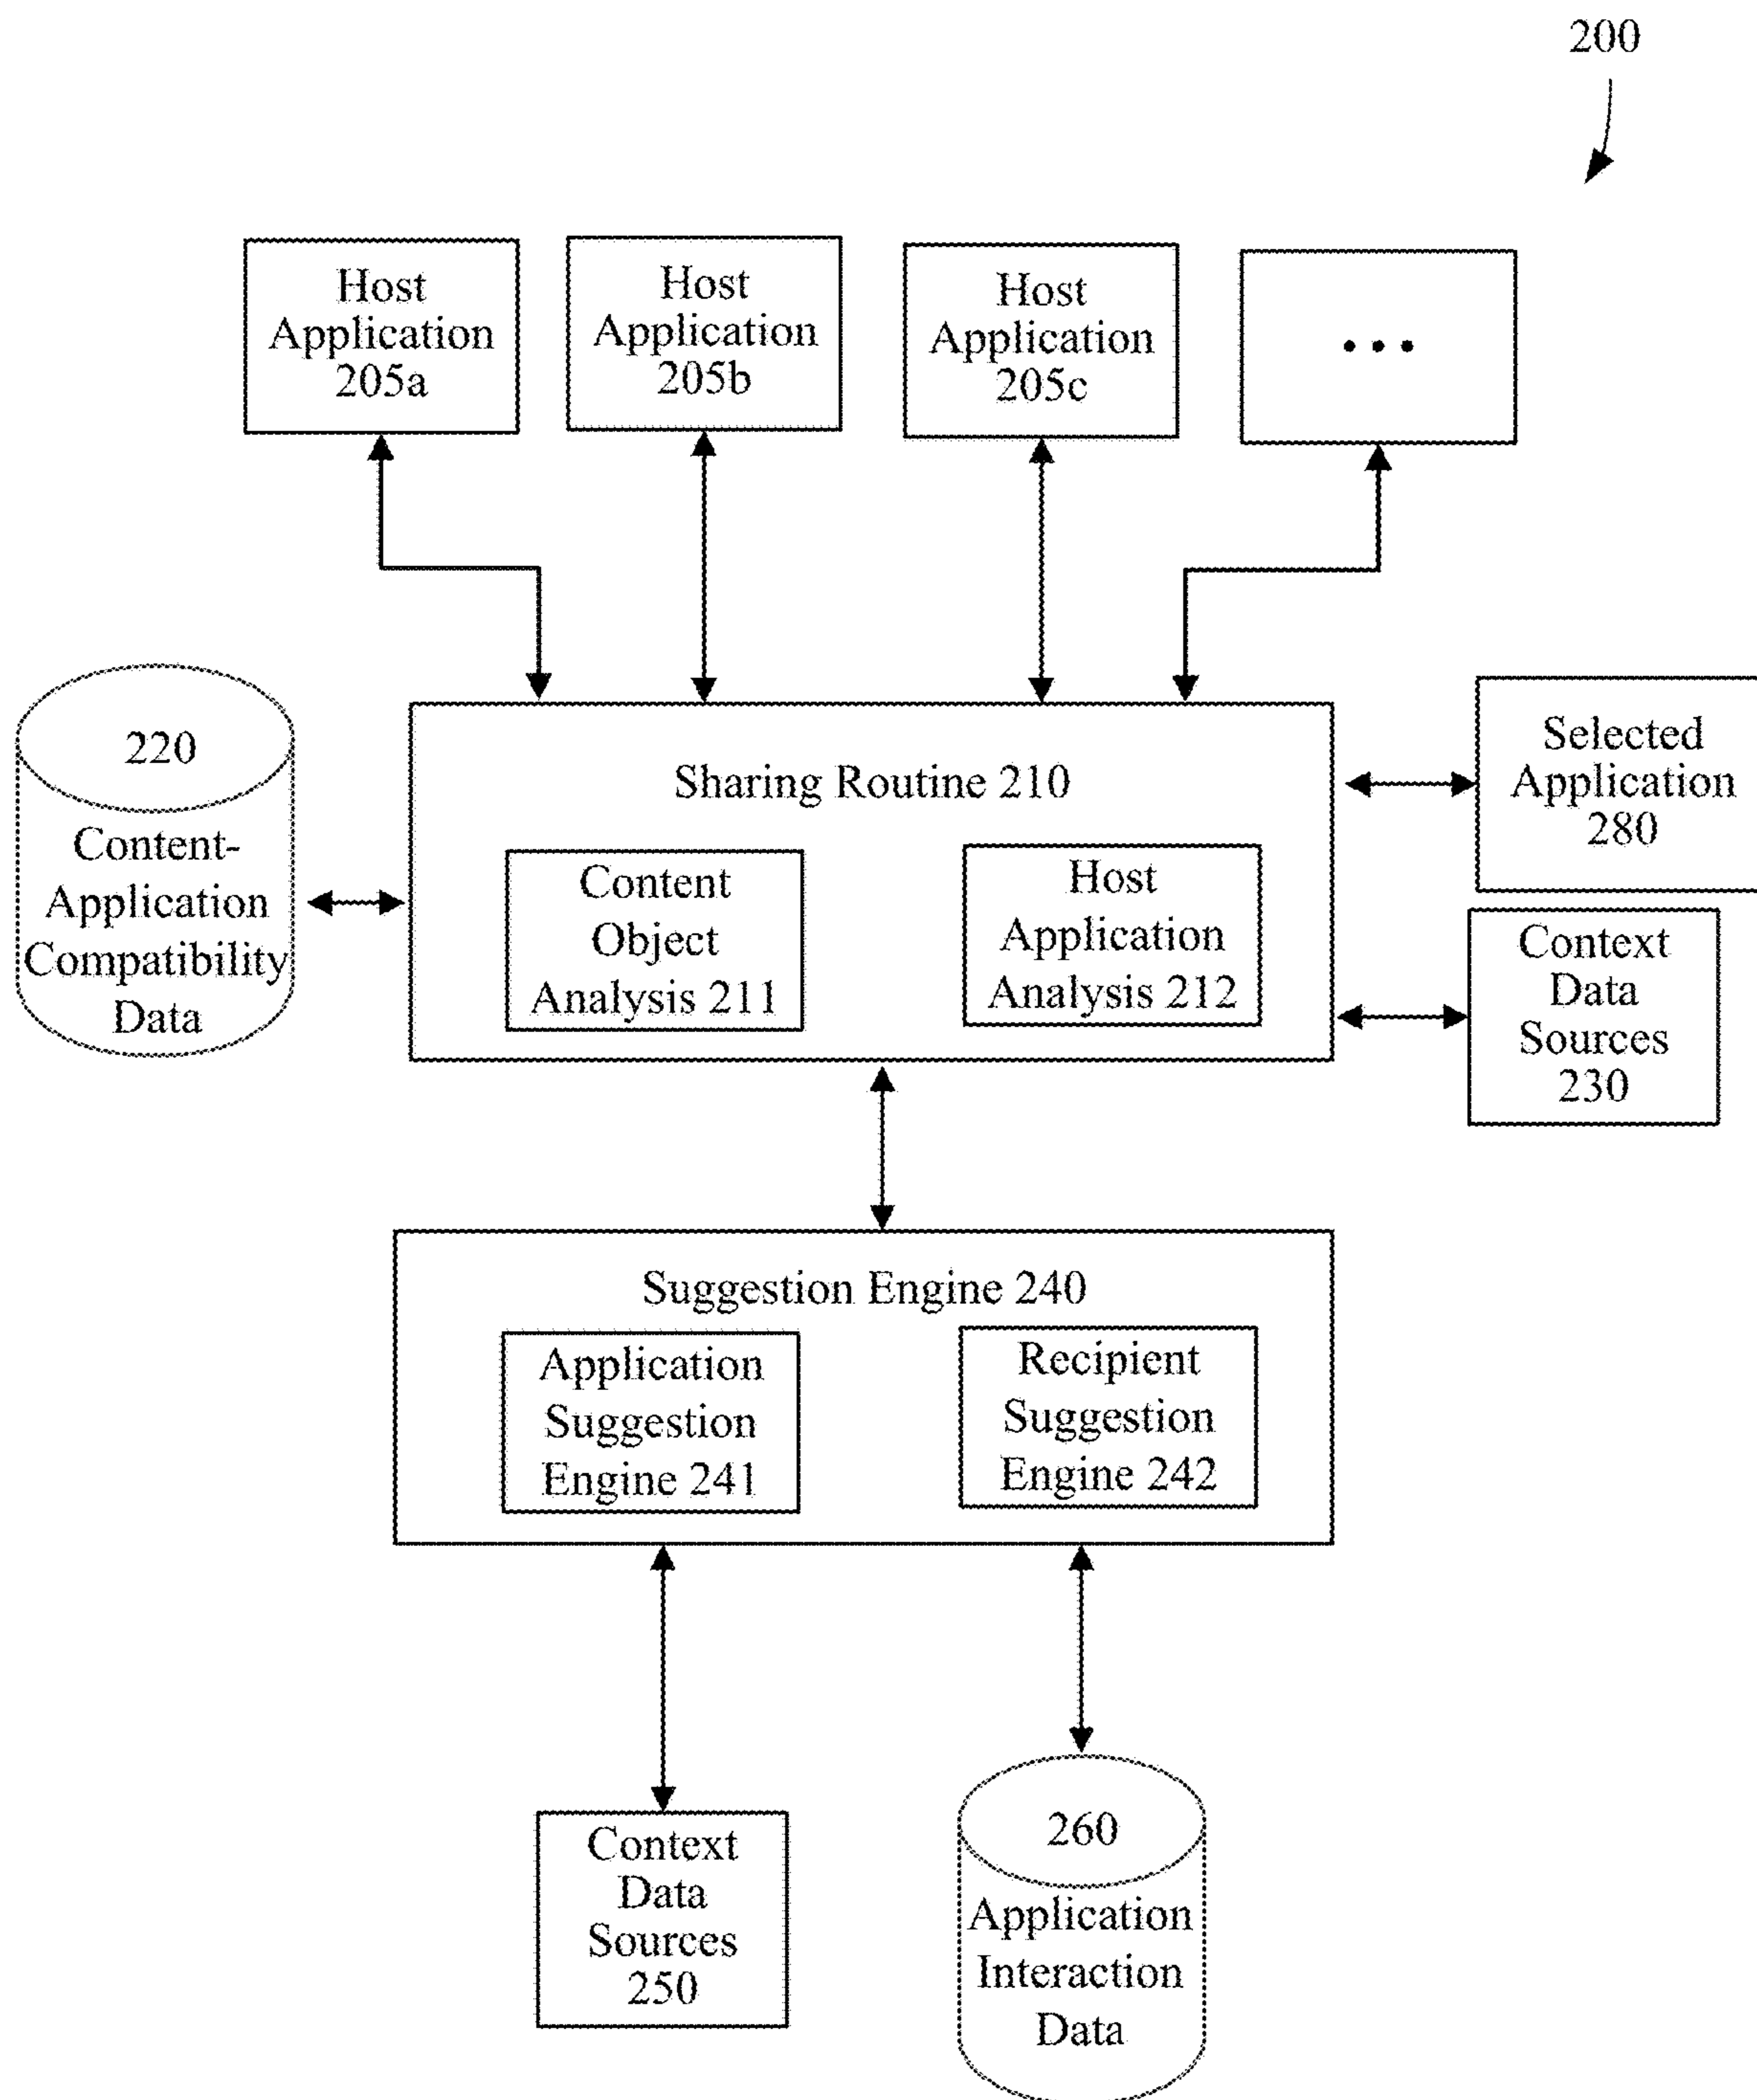 200
Host
Application
205a
Host
Application
205b
Host
Application
205c
...
220
Content-
Application
Compatibility
Data
Sharing Routine 210
Content
Object
Analysis 211
Host
Application
Analysis 212
Selected
Application
280
Context
Data
Sources
230
Suggestion Engine 240
Application
Suggestion
Engine 241
Recipient
Suggestion
Engine 242
Context
Data
Sources
250
260
Application
Interaction
Data